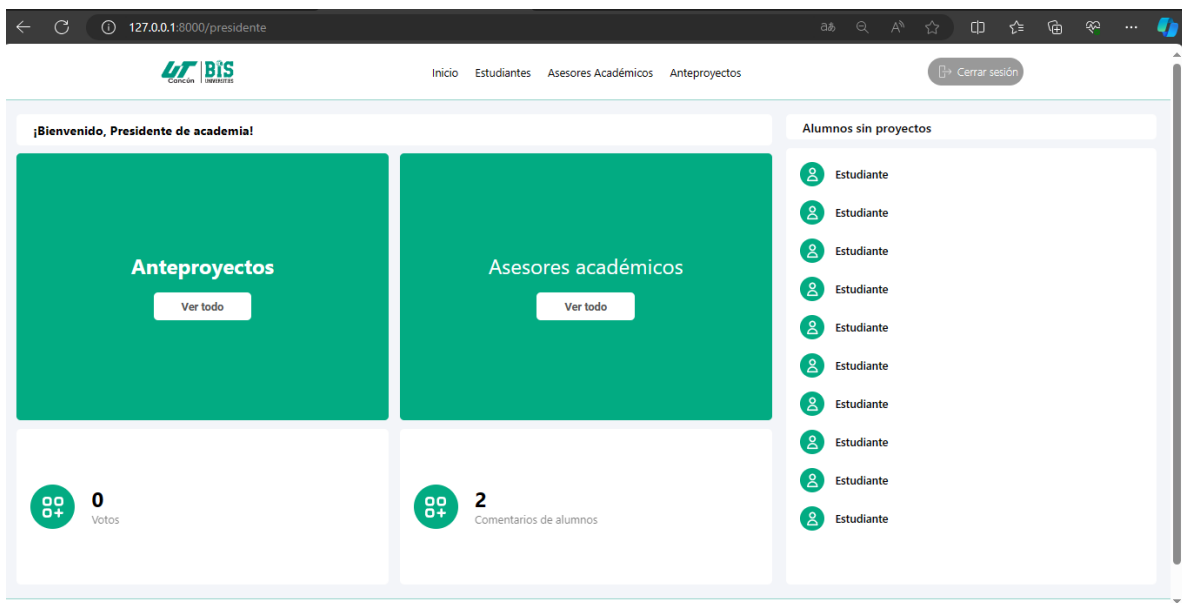 127.0.0.1:8000/presidente
UT Cancún BIS UNIVERSITIES
Inicio Estudiantes Asesores Académicos Anteproyectos Cerrar sesión
¡Bienvenido, Presidente de academia!
Anteproyectos
Ver todo
Asesores académicos
Ver todo
0
Votos
2
Comentarios de alumnos
Alumnos sin proyectos
Estudiante
Estudiante
Estudiante
Estudiante
Estudiante
Estudiante
Estudiante
Estudiante
Estudiante
Estudiante